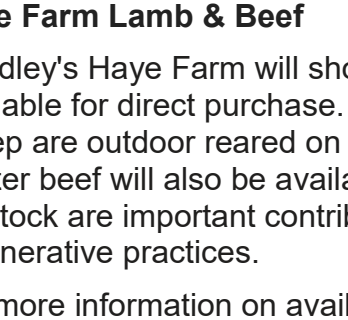 e Farm Lamb & Beef
dley's Haye Farm will sho
able for direct purchase.
ep are outdoor reared on
ter beef will also be availa
tock are important contrib
nerative practices.
more information on avail